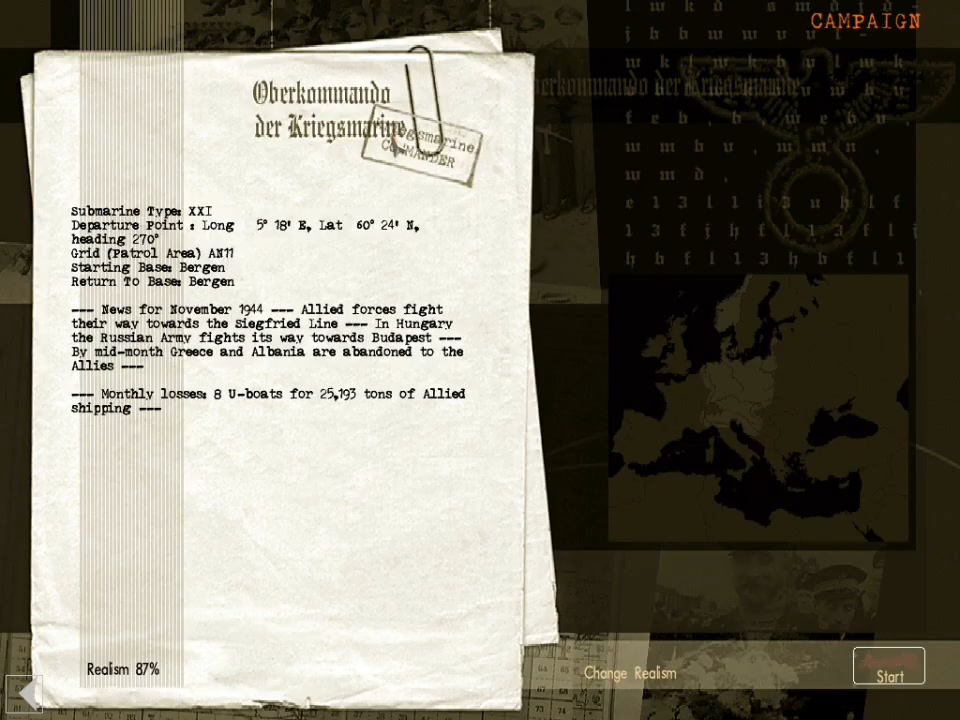 CAMPAIGN
Oberkommando
der Kriegsmarine
Kriegsmarine
COMMANDER
Submarine Type: XXI
Departure Point : Long 5° 18' E, Lat 60° 24' N,
heading 270°
Grid (Patrol Area) AN11
Starting Base: Bergen
Return To Base: Bergen
--- News for November 1944 --- Allied forces fight
their way towards the Siegfried Line --- In Hungary
the Russian Army fights its way towards Budapest ---
By mid-month Greece and Albania are abandoned to the
Allies ---
--- Monthly losses: 8 U-boats for 25,193 tons of Allied
shipping ---
Realism 87%
Change Realism
Start